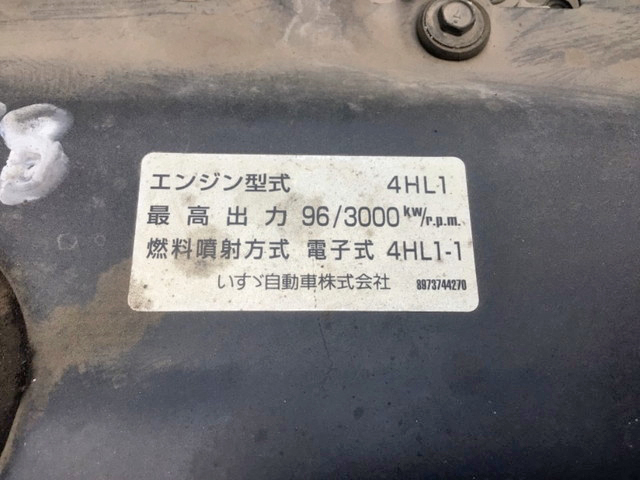 エンジン型式 4HL1
最高出力 96/3000 kw/r.p.m.
燃料噴射方式 電子式 4HL1-1
いすゞ自動車株式会社 8973744270